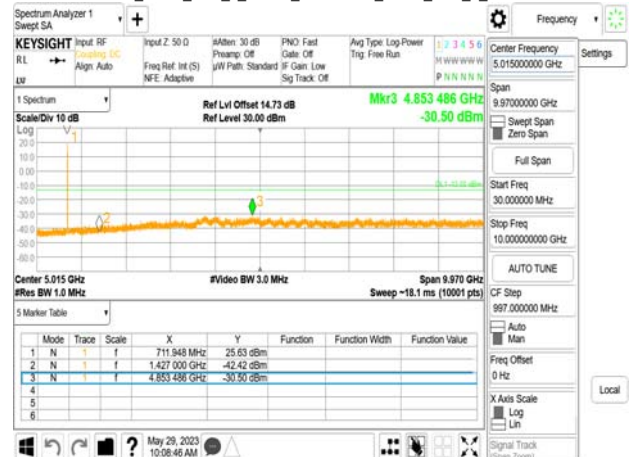 Spectrum Analyzer 1
Swept SA
Frequency
KEYSIGHT
RL
LV
Input: RF
Coupling: DC
Align: Auto
Input Z: 50 Ω
Freq Ref: Int (S)
NFE: Adaptive
#Atten: 30 dB
Preamp: Off
µW Path: Standard
PNO: Fast
Gate: Off
IF Gain: Low
Sig Track: Off
Avg Type: Log-Power
Trig: Free Run
1 2 3 4 5 6
M W W W W W
P N N N N N
1 Spectrum
Scale/Div 10 dB
Log
Ref Lvl Offset 14.73 dB
Ref Level 30.00 dBm
Mkr3 4.853 486 GHz
-30.50 dBm
20.0
10.0
0.00
-10.0
-20.0
-30.0
-40.0
-50.0
-60.0
1
2
3
Center 5.015 GHz
#Res BW 1.0 MHz
#Video BW 3.0 MHz
Span 9.970 GHz
Sweep ~18.1 ms (10001 pts)
5 Marker Table
Mode Trace Scale X Y Function Function Width Function Value
1 N 1 f 711.948 MHz 25.63 dBm
2 N 1 f 1.427 000 GHz -42.42 dBm
3 N 1 f 4.853 486 GHz -30.50 dBm
4
5
6
May 29, 2023
10:08:46 AM
Center Frequency
5.015000000 GHz
Settings
Span
9.97000000 GHz
Swept Span
Zero Span
Full Span
Start Freq
30.000000 MHz
Stop Freq
10.000000000 GHz
AUTO TUNE
CF Step
997.000000 MHz
Auto
Man
Freq Offset
0 Hz
X Axis Scale
Log
Lin
Local
Signal Track